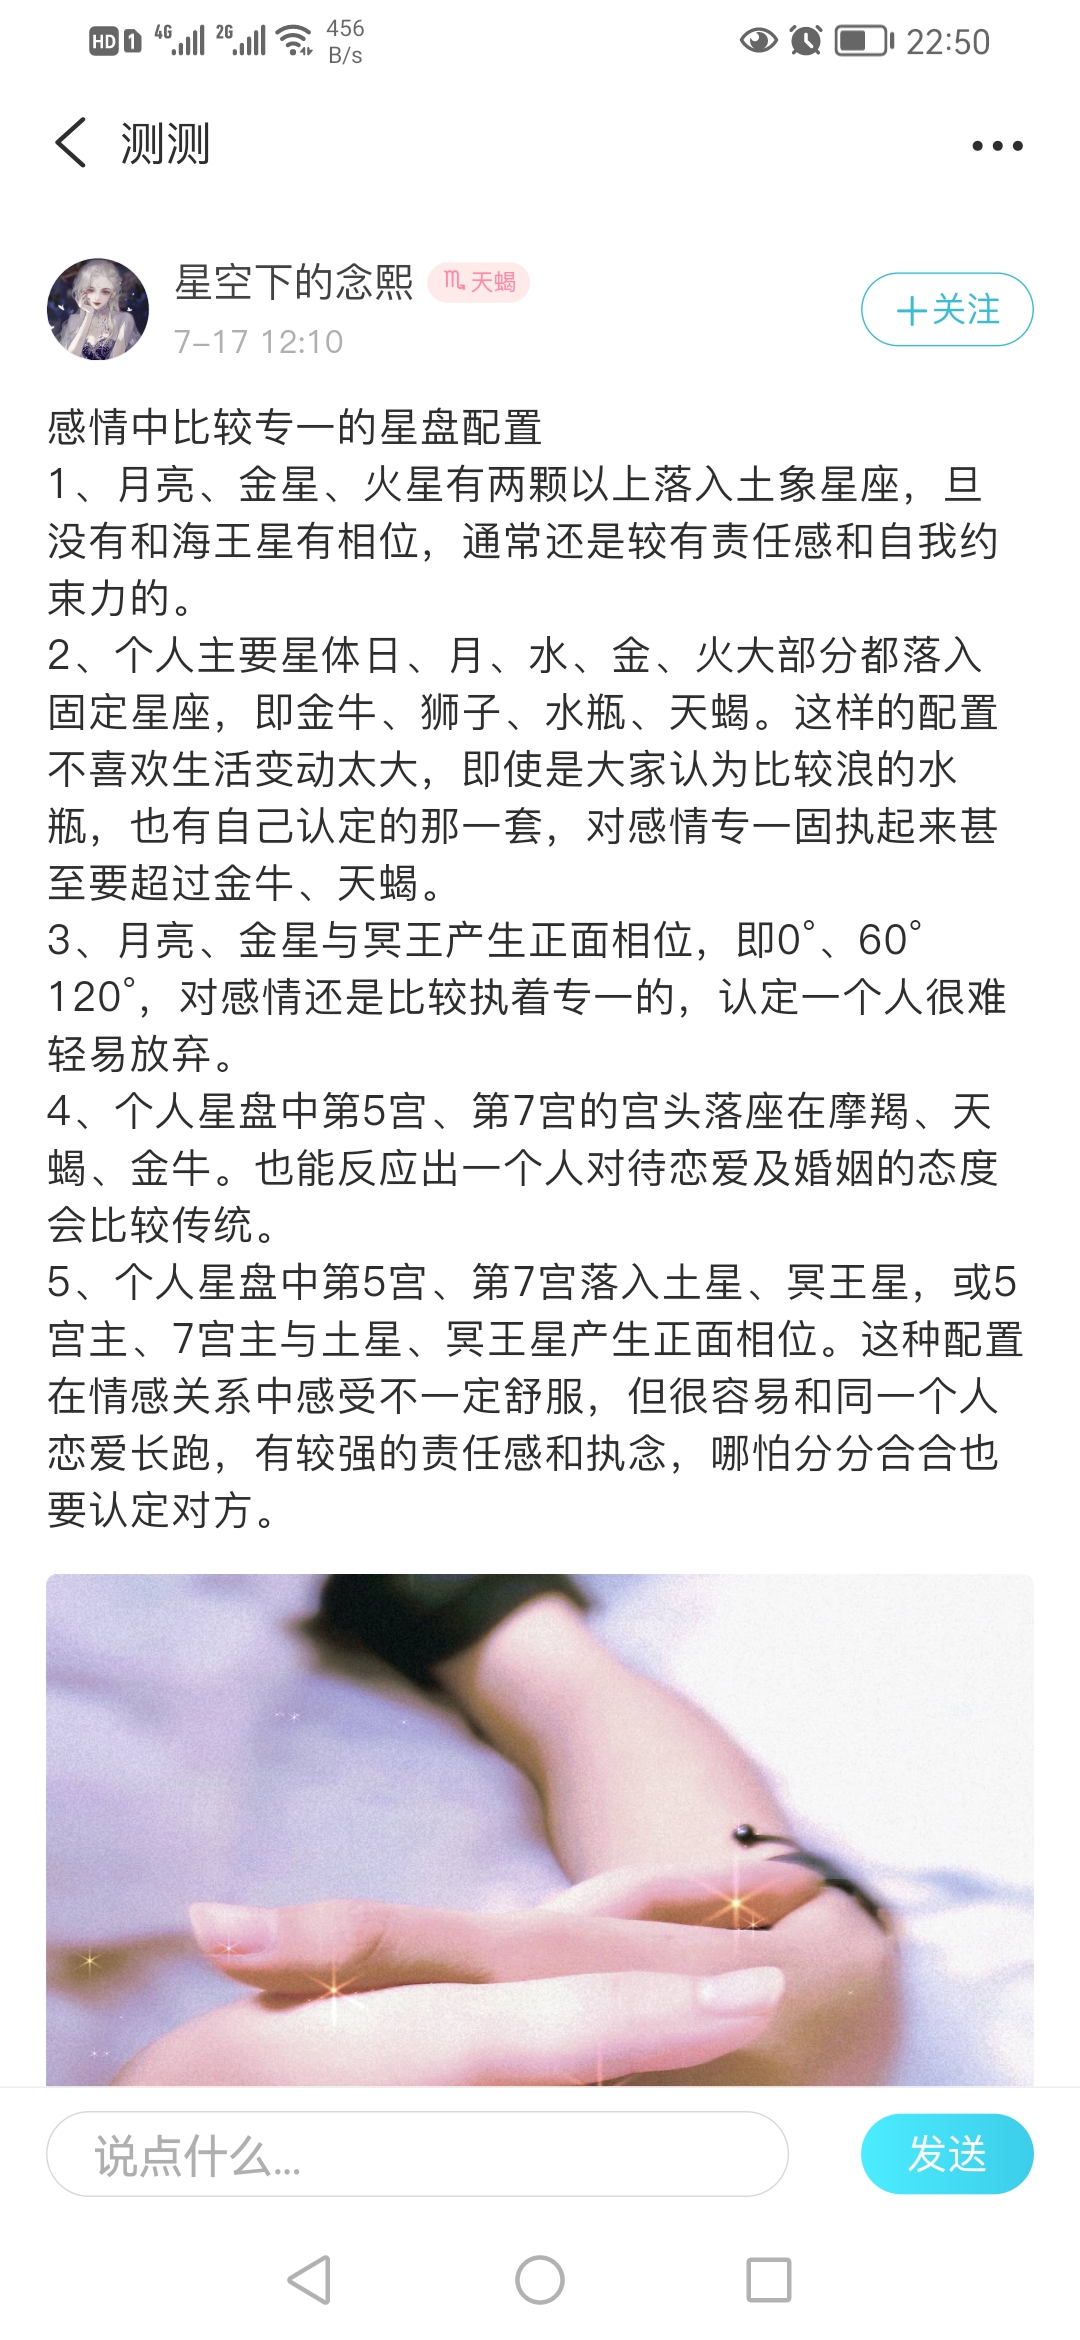 HD 1 4G 2G 456 B/s 22:50
测测
星空下的念熙 天蝎
7-17 12:10
＋关注
感情中比较专一的星盘配置
1、月亮、金星、火星有两颗以上落入土象星座，旦
没有和海王星有相位，通常还是较有责任感和自我约
束力的。
2、个人主要星体日、月、水、金、火大部分都落入
固定星座，即金牛、狮子、水瓶、天蝎。这样的配置
不喜欢生活变动太大，即使是大家认为比较浪的水
瓶，也有自己认定的那一套，对感情专一固执起来甚
至要超过金牛、天蝎。
3、月亮、金星与冥王产生正面相位，即0°、60°
120°，对感情还是比较执着专一的，认定一个人很难
轻易放弃。
4、个人星盘中第5宫、第7宫的宫头落座在摩羯、天
蝎、金牛。也能反应出一个人对待恋爱及婚姻的态度
会比较传统。
5、个人星盘中第5宫、第7宫落入土星、冥王星，或5
宫主、7宫主与土星、冥王星产生正面相位。这种配置
在情感关系中感受不一定舒服，但很容易和同一个人
恋爱长跑，有较强的责任感和执念，哪怕分分合合也
要认定对方。
说点什么...
发送